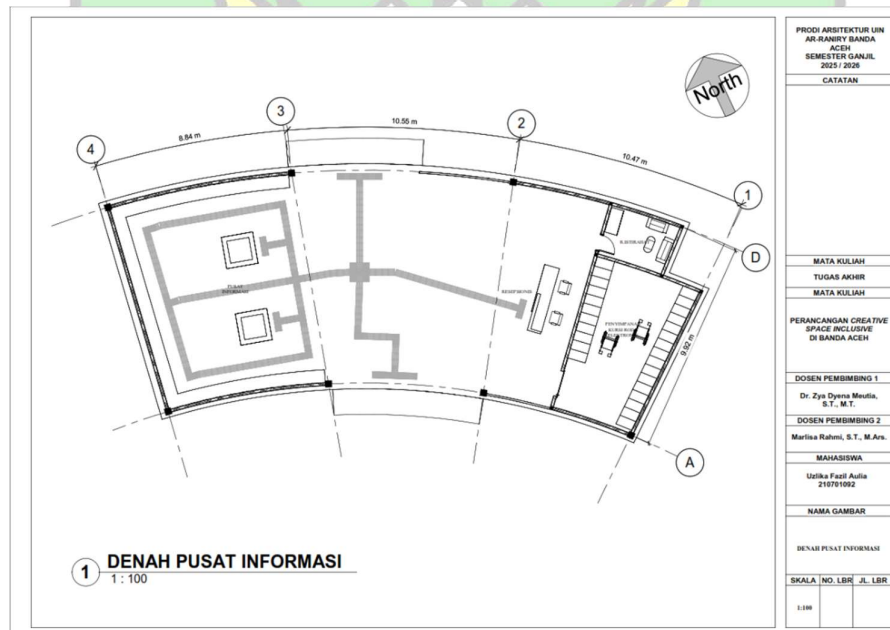 North
4
3
2
1
8.84 m
10.55 m
10.47 m
D
9.92 m
A
PUSAT
INFORMASI
RESEPSIONIS
1
DENAH PUSAT INFORMASI
1 : 100
PRODI ARSITEKTUR UIN
AR-RANIRY BANDA
ACEH
SEMESTER GANJIL
2025 / 2026
CATATAN
MATA KULIAH
TUGAS AKHIR
MATA KULIAH
PERANCANGAN CREATIVE
SPACE INCLUSIVE
DI BANDA ACEH
DOSEN PEMBIMBING 1
Dr. Zya Dyena Meutia,
S.T., M.T.
DOSEN PEMBIMBING 2
Marlisa Rahmi, S.T., M.Ars.
MAHASISWA
Uzlika Fazil Aulia
210701092
NAMA GAMBAR
DENAH PUSAT INFORMASI
SKALA NO. LBR JL. LBR
1:100